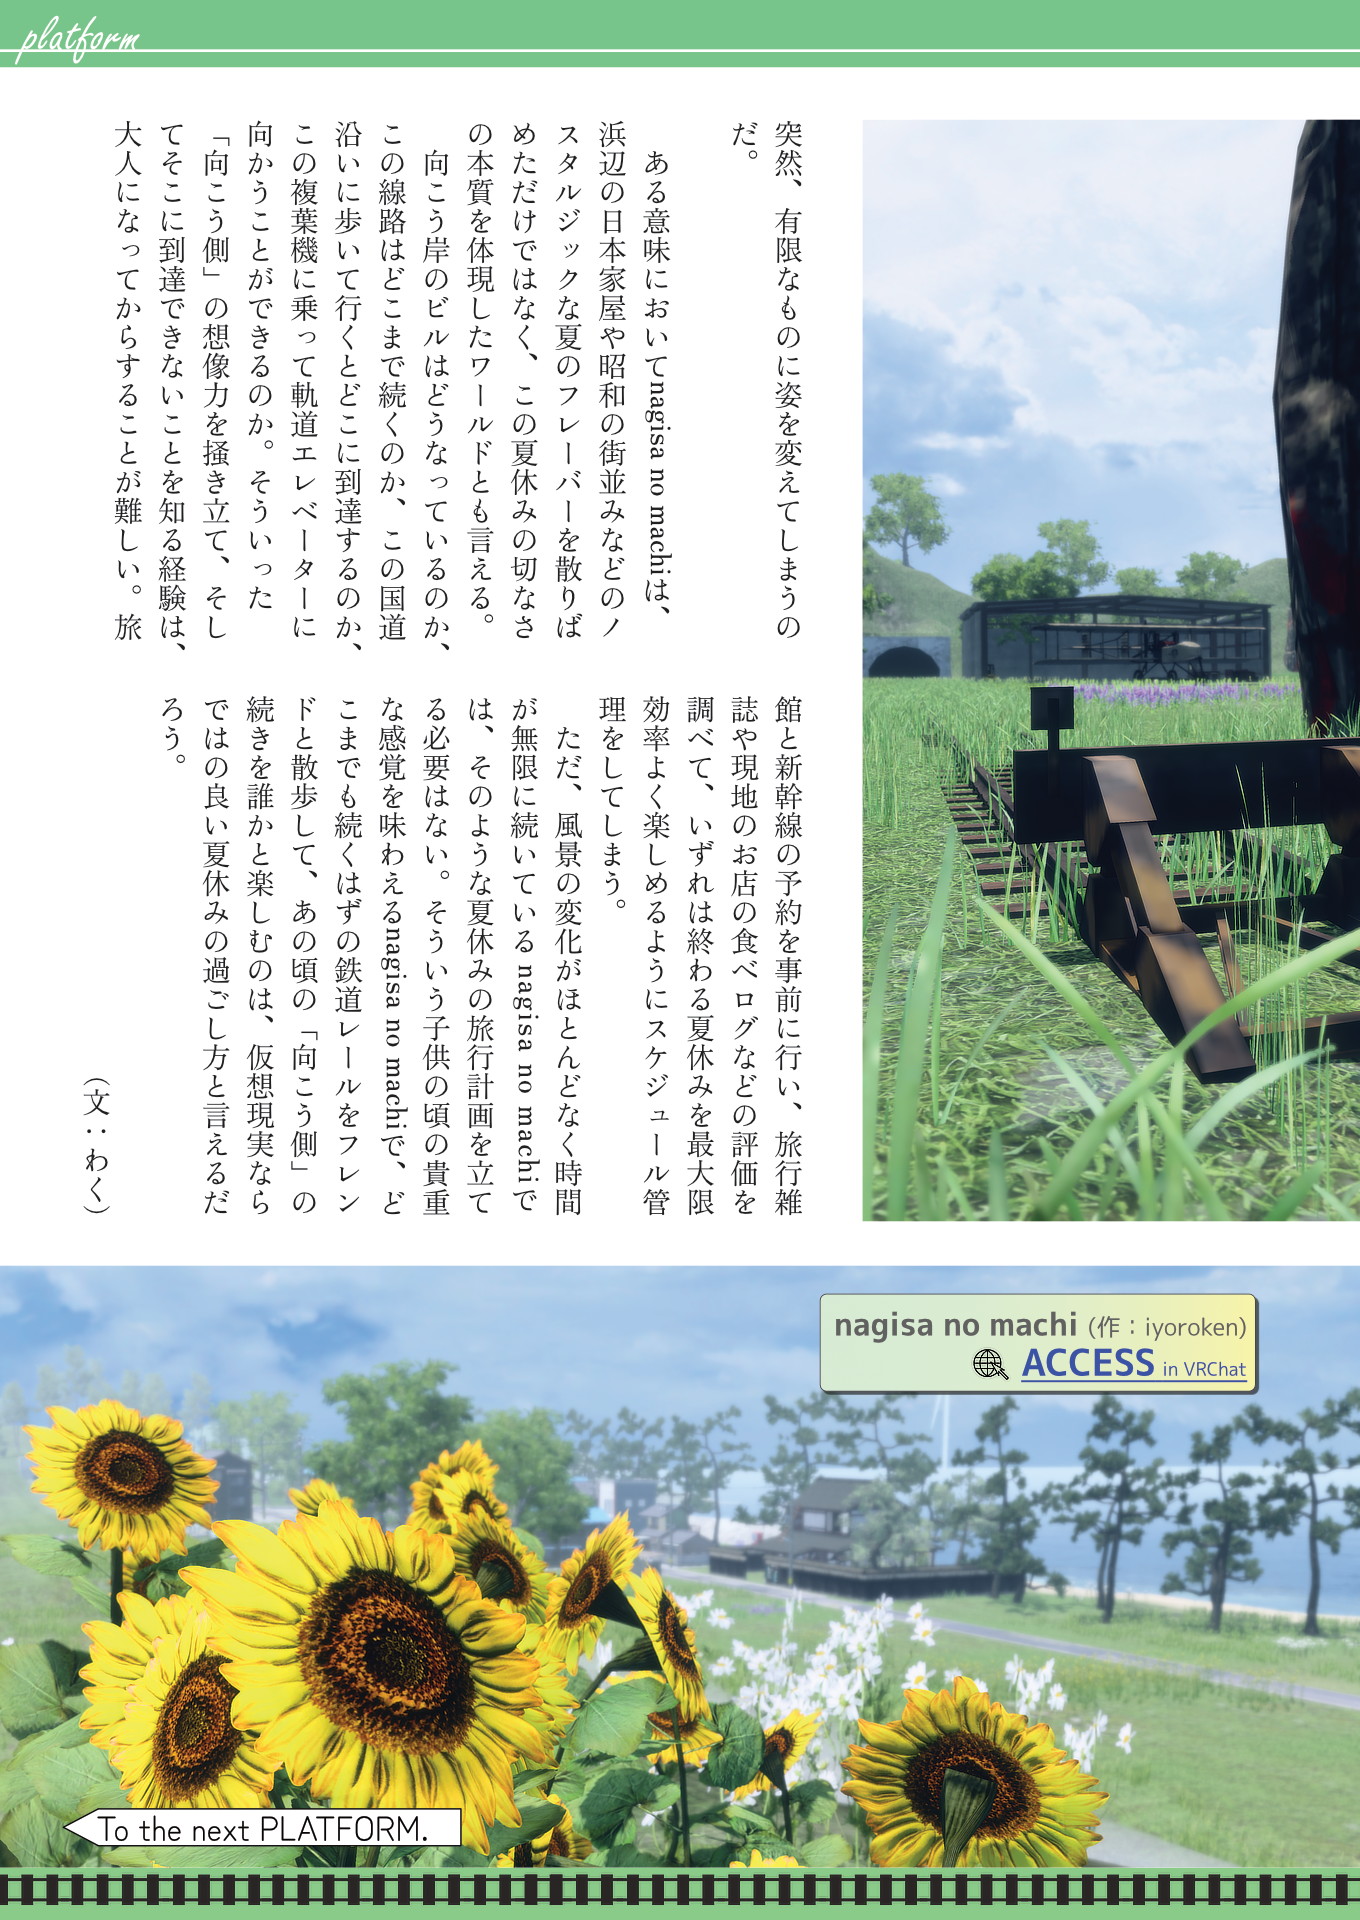 platform
突然、有限なものに姿を変えてしまうの
だ。
ある意味においてnagisa no machiは、
浜辺の日本家屋や昭和の街並みなどのノ
スタルジックな夏のフレーバーを散りば
めただけではなく、この夏休みの切なさ
の本質を体現したワールドとも言える。
向こう岸のビルはどうなっているのか、
この線路はどこまで続くのか、この国道
沿いに歩いて行くとどこに到達するのか、
この複葉機に乗って軌道エレベーターに
向かうことができるのか。そういった
「向こう側」の想像力を掻き立て、そし
てそこに到達できないことを知る経験は、
大人になってからすることが難しい。旅
館と新幹線の予約を事前に行い、旅行雑
誌や現地のお店の食べログなどの評価を
調べて、いずれは終わる夏休みを最大限
効率よく楽しめるようにスケジュール管
理をしてしまう。
ただ、風景の変化がほとんどなく時間
が無限に続いている nagisa no machiで
は、そのような夏休みの旅行計画を立て
る必要はない。そういう子供の頃の貴重
な感覚を味わえるnagisa no machiで、ど
こまでも続くはずの鉄道レールをフレン
ドと散歩して、あの頃の「向こう側」の
続きを誰かと楽しむのは、仮想現実なら
ではの良い夏休みの過ごし方と言えるだ
ろう。
（文：わく）
nagisa no machi (作：iyoroken)
ACCESS in VRChat
To the next PLATFORM.